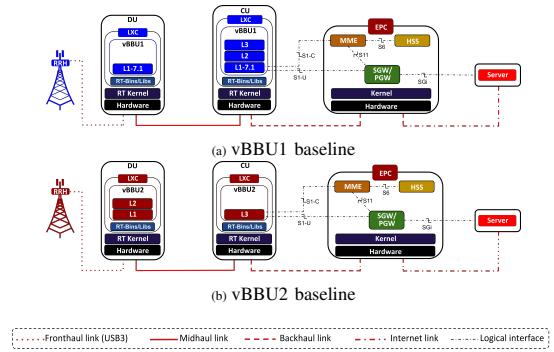 DU
LXC
vBBU1
L1-7.1
RT-Bins/Libs
RT Kernel
Hardware
RRH
CU
LXC
vBBU1
L3
L2
L1-7.1
RT-Bins/Libs
RT Kernel
Hardware
S1-C
S1-U
EPC
MME
S6
HSS
S11
SGW/
PGW
SGi
Kernel
Hardware
Server
(a) vBBU1 baseline
DU
LXC
vBBU2
L2
L1
RT-Bins/Libs
RT Kernel
Hardware
RRH
CU
LXC
vBBU2
L3
RT-Bins/Libs
RT Kernel
Hardware
S1-C
S1-U
EPC
MME
S6
HSS
S11
SGW/
PGW
SGi
Kernel
Hardware
Server
(b) vBBU2 baseline
Fronthaul link (USB3) Midhaul link Backhaul link Internet link Logical interface